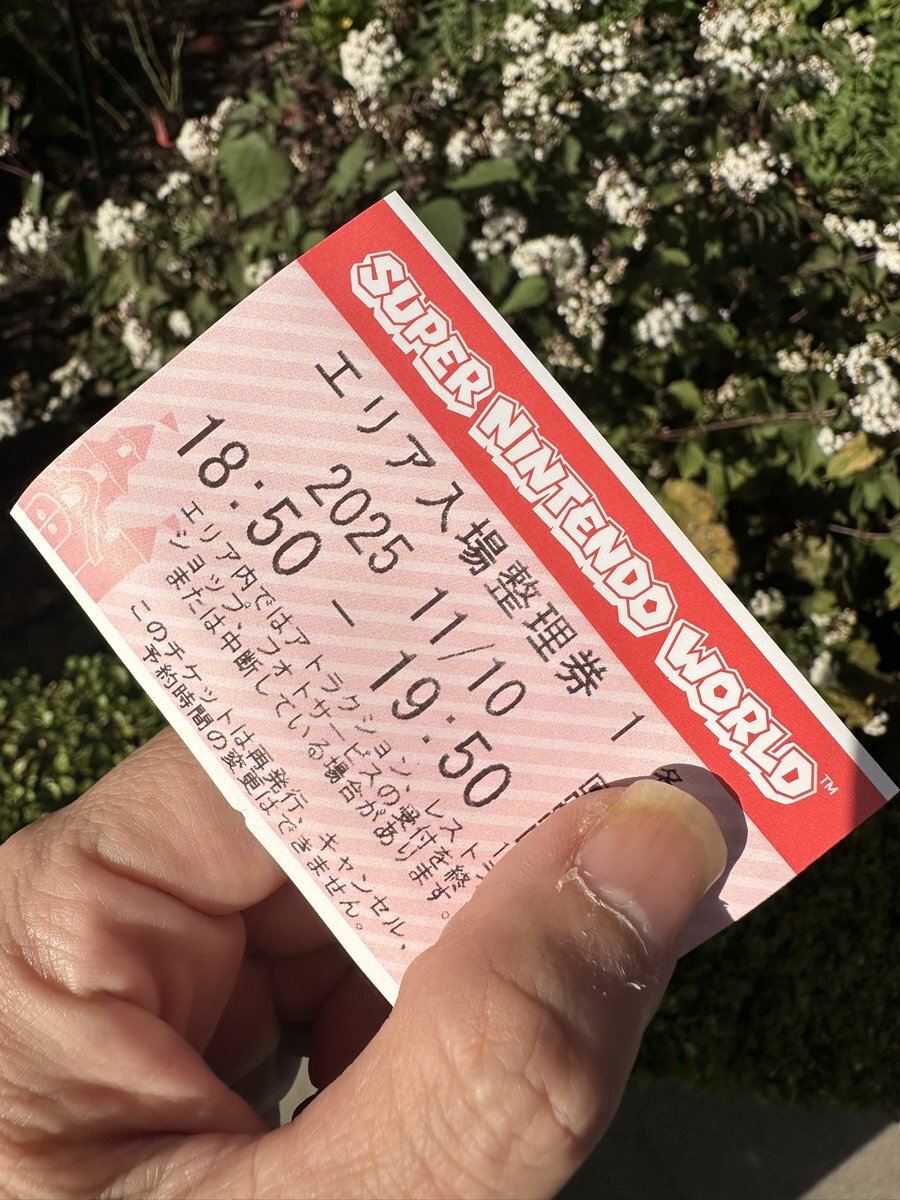 SUPER NINTENDO WORLD™
エリア入場整理券
2025 11/10 1
18:50 - 19:50
エリア内ではアトラクション、レスト
ショップ、フォトサービスの受付を終
または中断している場合があります。
このチケットは再発行、キャンセル、
予約時間の変更はできません。